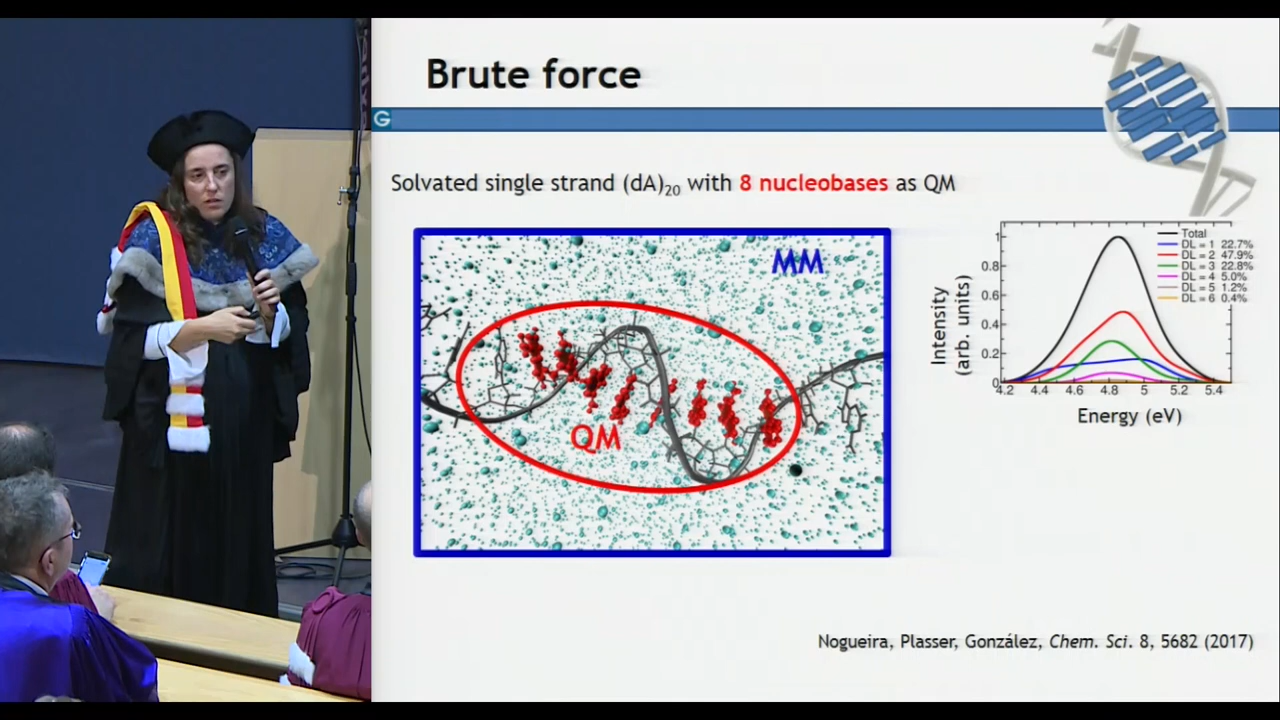 Brute force
G
Solvated single strand (dA)₂₀ with 8 nucleobases as QM
MM
QM
Total
DL = 1 22.7%
DL = 2 47.9%
DL = 3 22.8%
DL = 4 5.0%
DL = 5 1.2%
DL = 6 0.4%
1
0.8
0.6
0.4
0.2
0
Intensity
(arb. units)
4.2 4.4 4.6 4.8 5 5.2 5.4
Energy (eV)
Nogueira, Plasser, González, Chem. Sci. 8, 5682 (2017)